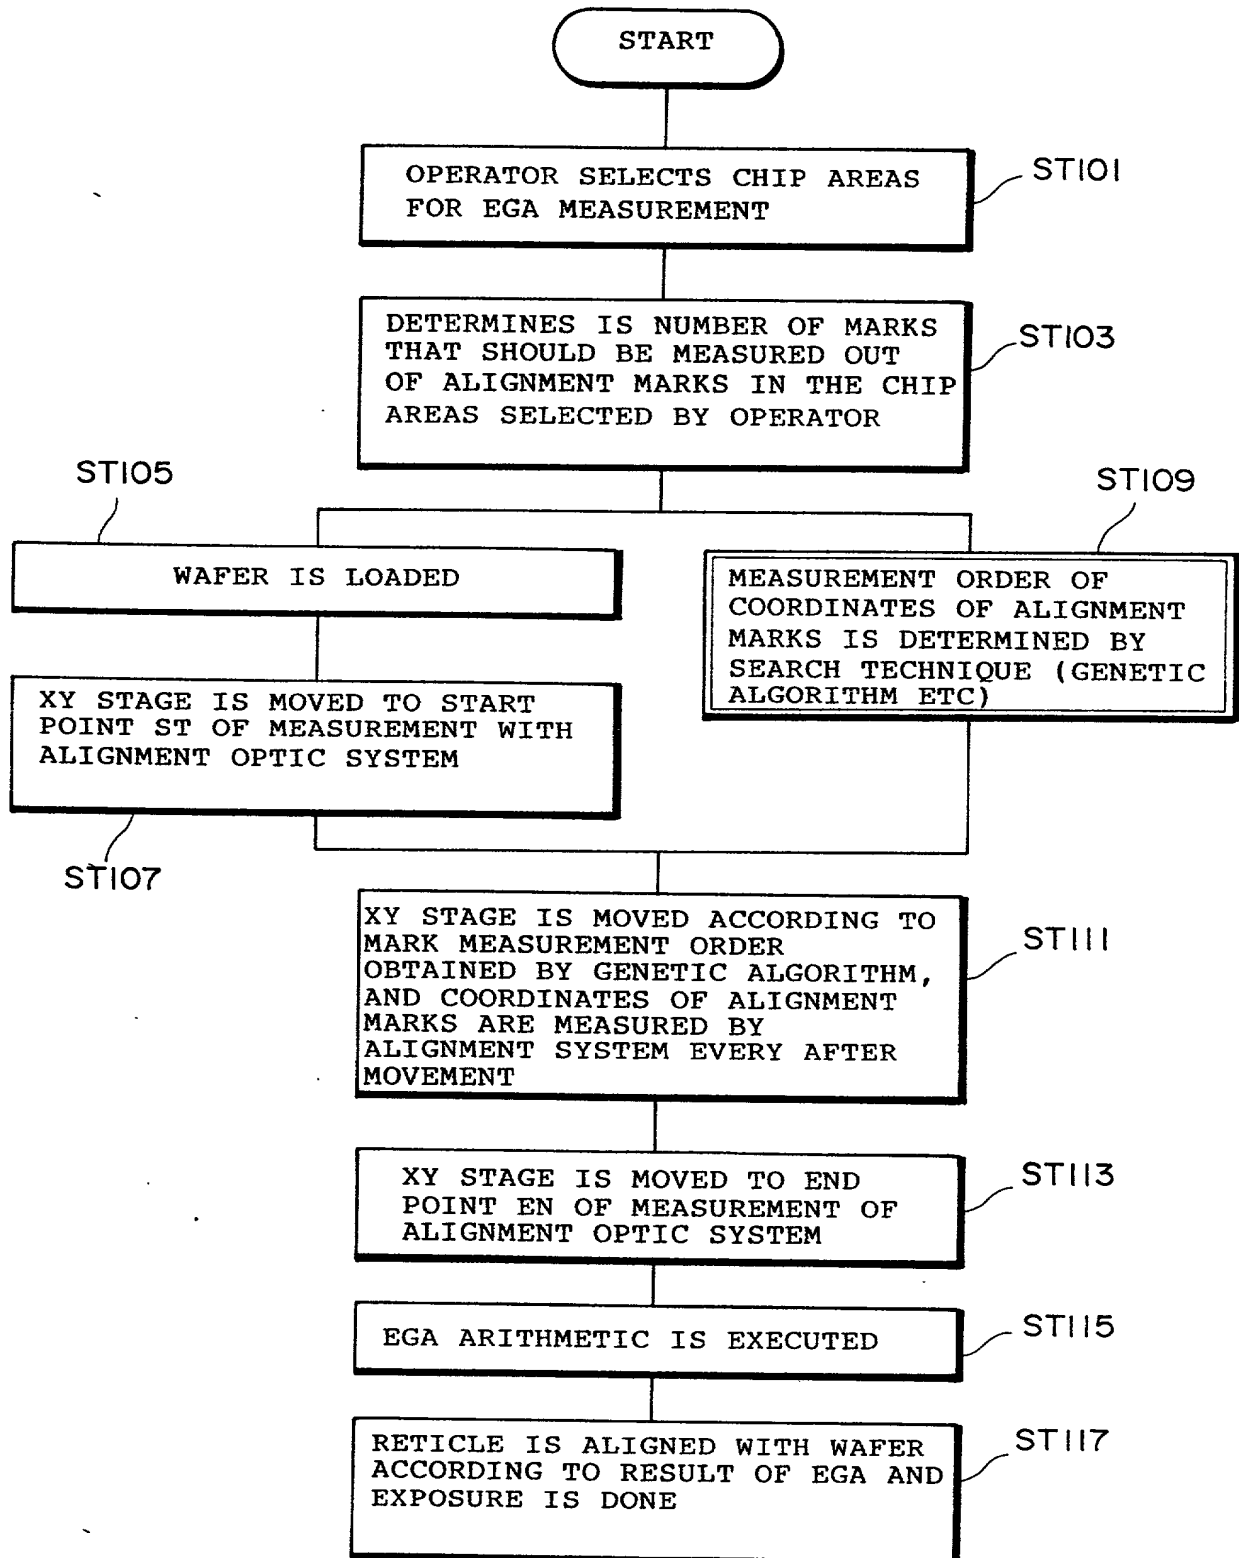 START
OPERATOR SELECTS CHIP AREAS
FOR EGA MEASUREMENT
ST101
DETERMINES IS NUMBER OF MARKS
THAT SHOULD BE MEASURED OUT
OF ALIGNMENT MARKS IN THE CHIP
AREAS SELECTED BY OPERATOR
ST103
ST105
WAFER IS LOADED
XY STAGE IS MOVED TO START
POINT ST OF MEASUREMENT WITH
ALIGNMENT OPTIC SYSTEM
ST107
ST109
MEASUREMENT ORDER OF
COORDINATES OF ALIGNMENT
MARKS IS DETERMINED BY
SEARCH TECHNIQUE (GENETIC
ALGORITHM ETC)
XY STAGE IS MOVED ACCORDING TO
MARK MEASUREMENT ORDER
OBTAINED BY GENETIC ALGORITHM,
AND COORDINATES OF ALIGNMENT
MARKS ARE MEASURED BY
ALIGNMENT SYSTEM EVERY AFTER
MOVEMENT
ST111
XY STAGE IS MOVED TO END
POINT EN OF MEASUREMENT OF
ALIGNMENT OPTIC SYSTEM
ST113
EGA ARITHMETIC IS EXECUTED
ST115
RETICLE IS ALIGNED WITH WAFER
ACCORDING TO RESULT OF EGA AND
EXPOSURE IS DONE
ST117